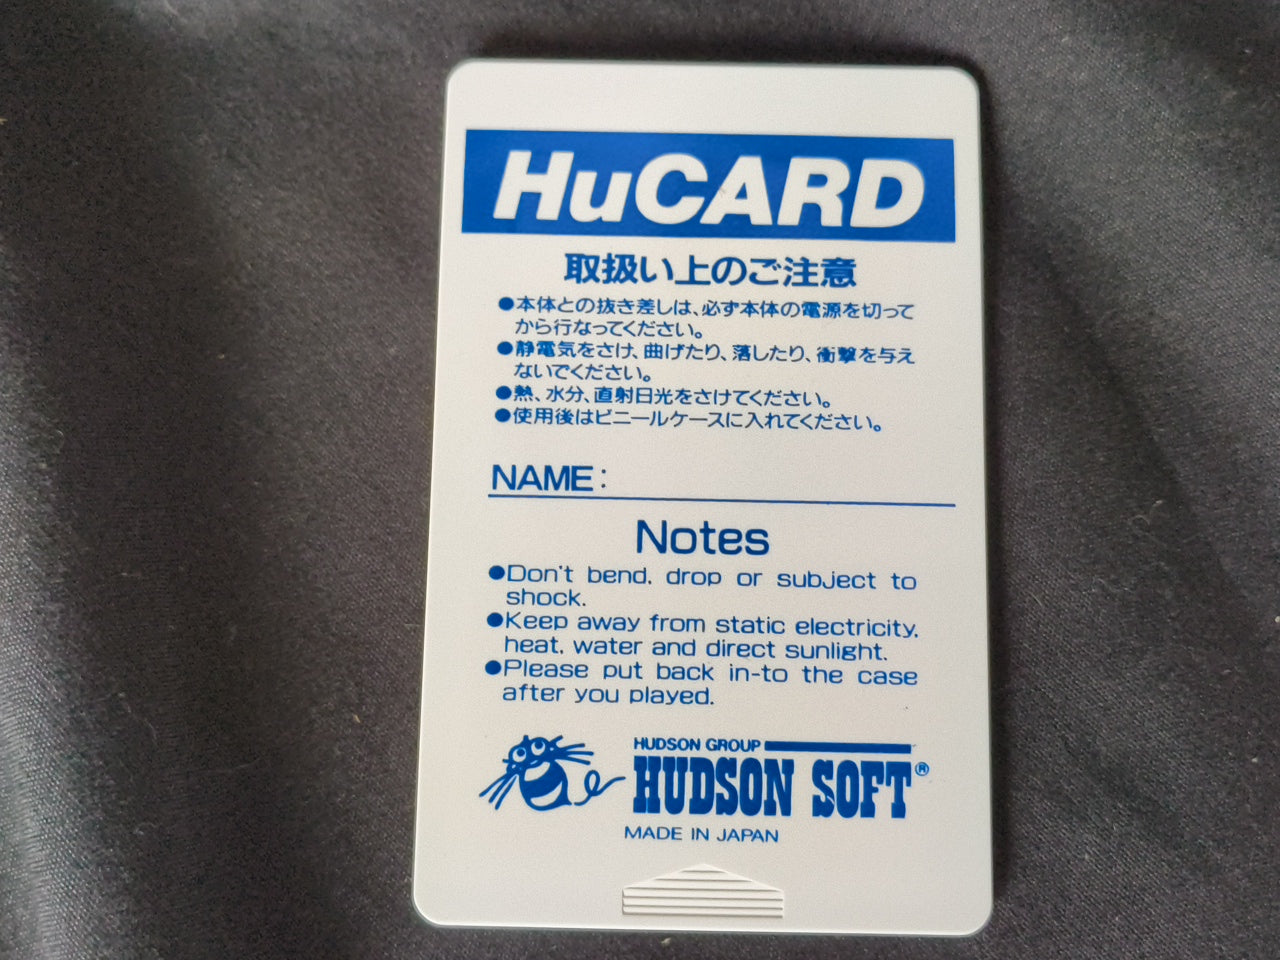 HuCARD
取扱い上のご注意
●本体との抜き差しは、必ず本体の電源を切って
から行なってください。
●静電気をさけ、曲げたり、落したり、衝撃を与え
ないでください。
●熱、水分、直射日光をさけてください。
●使用後はビニールケースに入れてください。
NAME:
Notes
●Don't bend, drop or subject to
shock.
●Keep away from static electricity,
heat, water and direct sunlight.
●Please put back in-to the case
after you played.
HUDSON GROUP
HUDSON SOFT®
MADE IN JAPAN